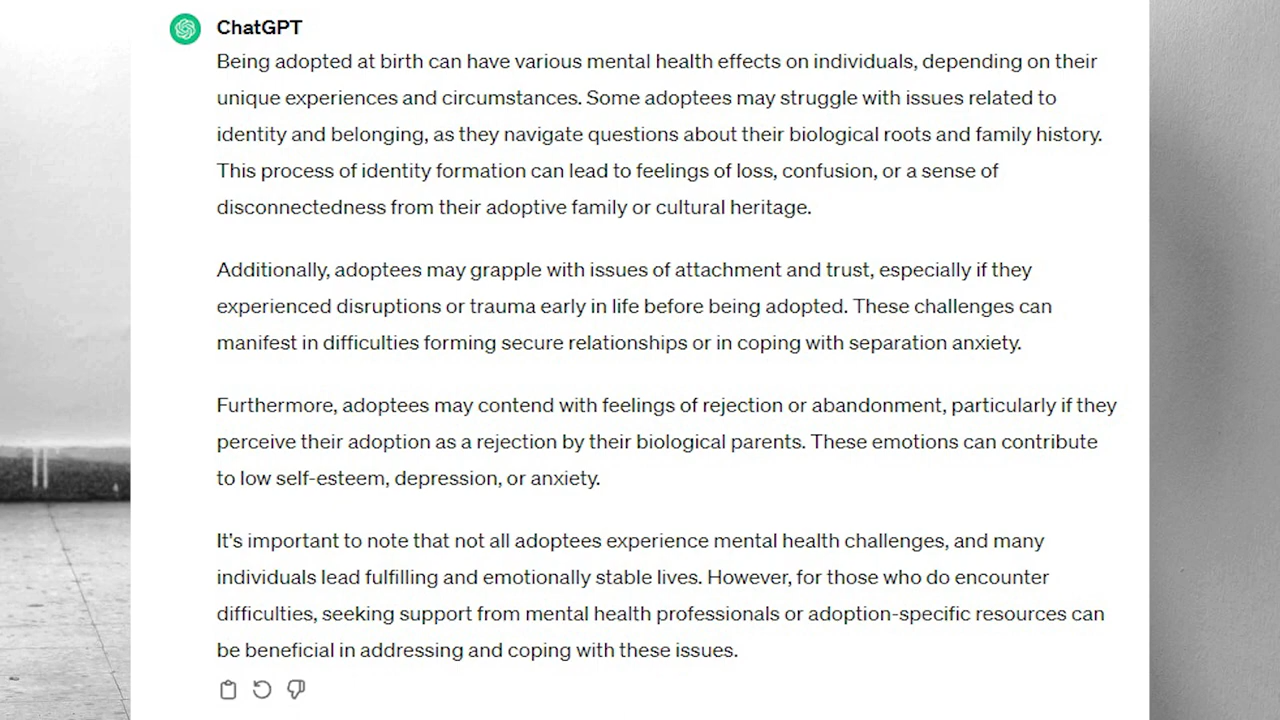 ChatGPT
Being adopted at birth can have various mental health effects on individuals, depending on their
unique experiences and circumstances. Some adoptees may struggle with issues related to
identity and belonging, as they navigate questions about their biological roots and family history.
This process of identity formation can lead to feelings of loss, confusion, or a sense of
disconnectedness from their adoptive family or cultural heritage.
Additionally, adoptees may grapple with issues of attachment and trust, especially if they
experienced disruptions or trauma early in life before being adopted. These challenges can
manifest in difficulties forming secure relationships or in coping with separation anxiety.
Furthermore, adoptees may contend with feelings of rejection or abandonment, particularly if they
perceive their adoption as a rejection by their biological parents. These emotions can contribute
to low self-esteem, depression, or anxiety.
It's important to note that not all adoptees experience mental health challenges, and many
individuals lead fulfilling and emotionally stable lives. However, for those who do encounter
difficulties, seeking support from mental health professionals or adoption-specific resources can
be beneficial in addressing and coping with these issues.